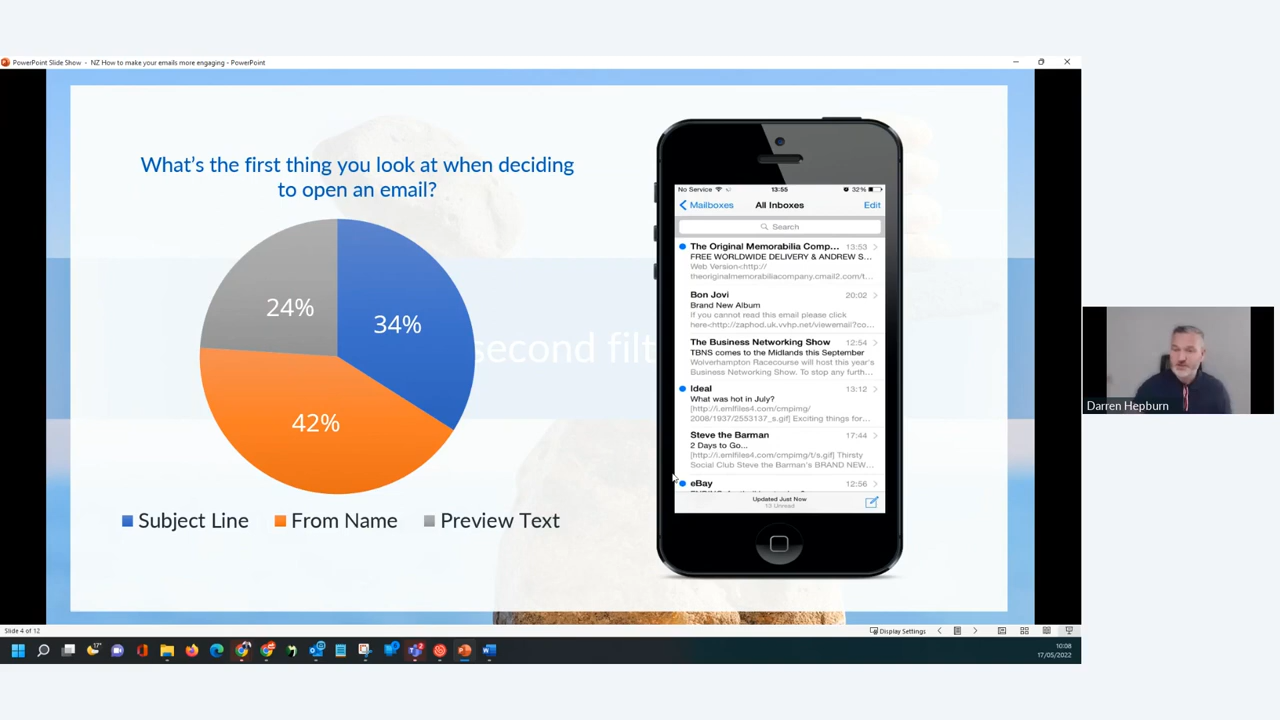 PowerPoint Slide Show - NZ How to make your emails more engaging - PowerPoint
What's the first thing you look at when deciding
to open an email?
24%
34%
42%
second filt
Subject Line
From Name
Preview Text
No Service
13:55
32%
Mailboxes
All Inboxes
Edit
Search
The Original Memorabilia Comp... 13:53
FREE WORLDWIDE DELIVERY & ANDREW S...
Web Version<http://
theoriginalmemorabiliacompany.cmail2.com/t...
Bon Jovi 20:02
Brand New Album
If you cannot read this email please click
here<http://zaphod.uk.vvhp.net/viewemail?co...
The Business Networking Show 12:54
TBNS comes to the Midlands this September
Wolverhampton Racecourse will host this year's
Business Networking Show. To stop any furth...
Ideal 13:12
What was hot in July?
[http://i.emlfiles4.com/cmpimg/
2008/1937/2553137_s.gif] Exciting things for...
Steve the Barman 17:44
2 Days to Go...
[http://i.emlfiles4.com/cmpimg/t/s.gif] Thirsty
Social Club Steve the Barman's BRAND NEW...
eBay 12:56
Updated Just Now
13 Unread
Darren Hepburn
Slide 4 of 12
Display Settings
17°
10:08
17/05/2022